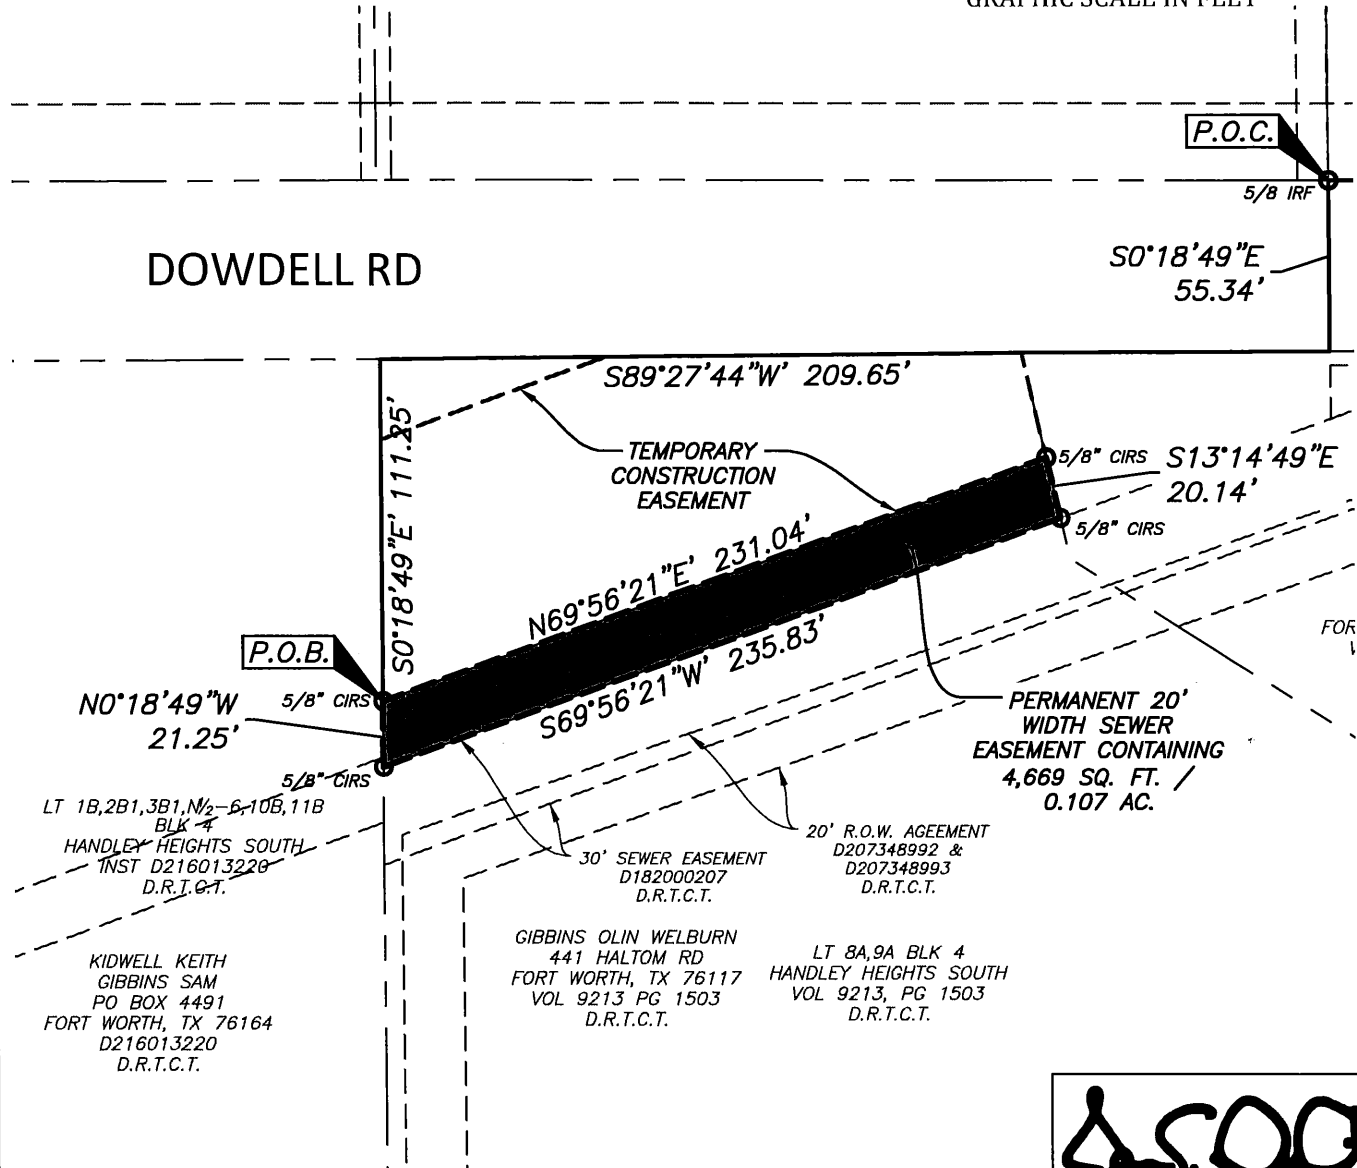 GRAPHIC SCALE IN FEET
P.O.C.
5/8 IRF
S0°18'49"E
55.34'
DOWDELL RD
S89°27'44"W' 209.65'
S0°18'49"E' 111.25'
TEMPORARY
CONSTRUCTION
EASEMENT
5/8" CIRS
S13°14'49"E
20.14'
5/8" CIRS
N69°56'21"E' 231.04'
S69°56'21"W' 235.83'
P.O.B.
5/8" CIRS
N0°18'49"W
21.25'
5/8" CIRS
PERMANENT 20'
WIDTH SEWER
EASEMENT CONTAINING
4,669 SQ. FT. /
0.107 AC.
LT 1B,2B1,3B1,N/2-6,10B,11B
BLK 4
HANDLEY HEIGHTS SOUTH
INST D216013220
D.R.T.C.T.
30' SEWER EASEMENT
D182000207
D.R.T.C.T.
20' R.O.W. AGEEMENT
D207348992 &
D207348993
D.R.T.C.T.
KIDWELL KEITH
GIBBINS SAM
PO BOX 4491
FORT WORTH, TX 76164
D216013220
D.R.T.C.T.
GIBBINS OLIN WELBURN
441 HALTOM RD
FORT WORTH, TX 76117
VOL 9213 PG 1503
D.R.T.C.T.
LT 8A,9A BLK 4
HANDLEY HEIGHTS SOUTH
VOL 9213, PG 1503
D.R.T.C.T.
FOR